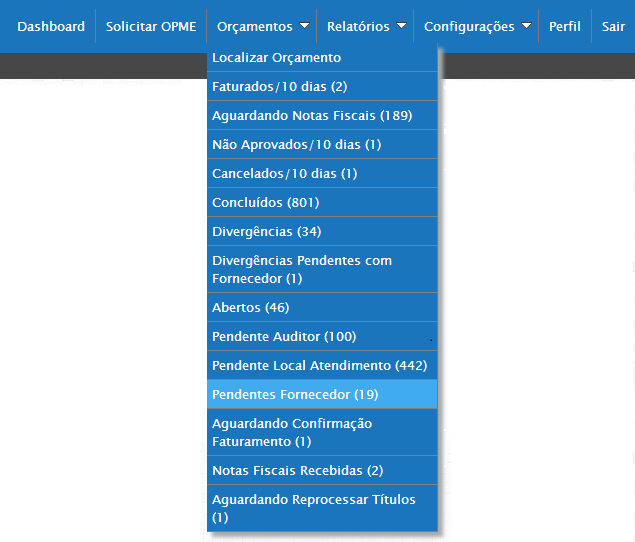 Dashboard Solicitar OPME Orçamentos Relatórios Configurações Perfil Sair
Localizar Orçamento
Faturados/10 dias (2)
Aguardando Notas Fiscais (189)
Não Aprovados/10 dias (1)
Cancelados/10 dias (1)
Concluídos (801)
Divergências (34)
Divergências Pendentes com
Fornecedor (1)
Abertos (46)
Pendente Auditor (100)
Pendente Local Atendimento (442)
Pendentes Fornecedor (19)
Aguardando Confirmação
Faturamento (1)
Notas Fiscais Recebidas (2)
Aguardando Reprocessar Títulos
(1)